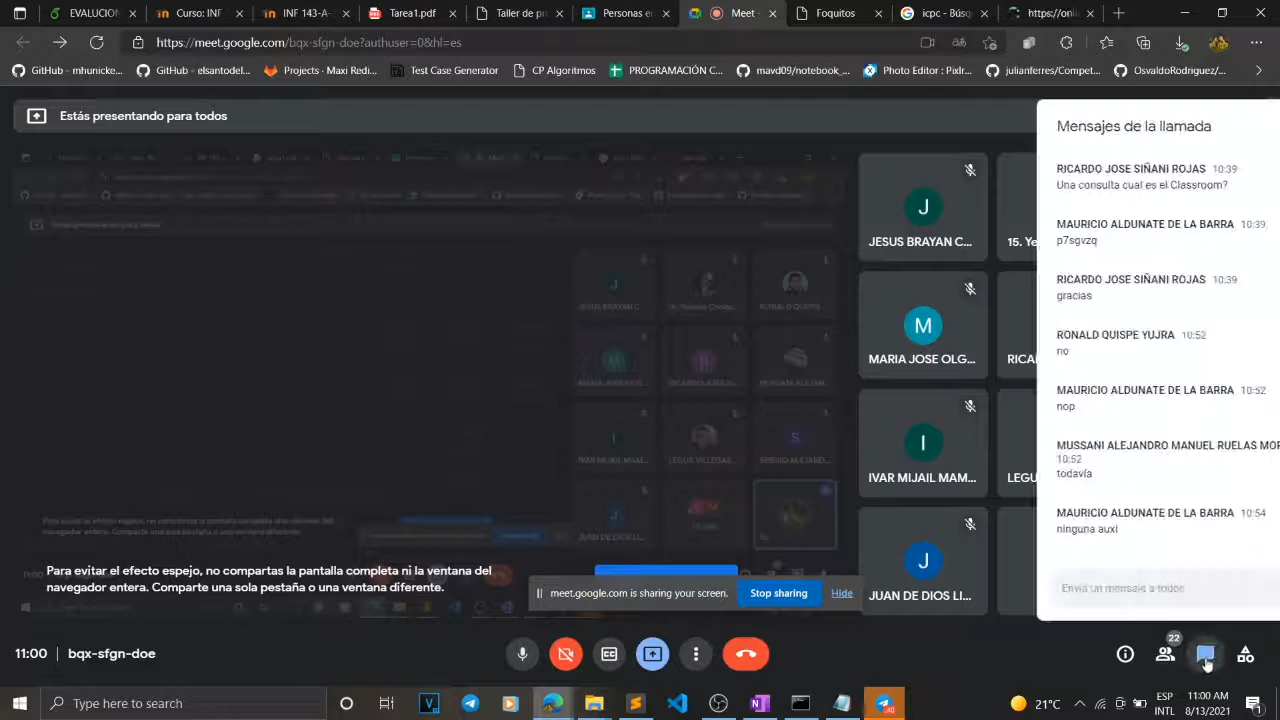 EVALUACIÓN
Curso: INF
INF 143-A
Tarea1.pdf
Taller de pr
Personas e
Meet -
Foquitos
icpc - Búsq
https://onli
https://meet.google.com/bqx-sfgn-doe?authuser=0&hl=es
GitHub - mhunicke...
GitHub - elsantodel...
Projects · Maxi Redi...
Test Case Generator
CP Algoritmos
PROGRAMACIÓN C...
mavd09/notebook_...
Photo Editor : Pixlr...
julianferres/Compet...
OsvaldoRodriguez/...
Estás presentando para todos
JESUS BRAYAN C...
15. Ye
MARIA JOSE OLG...
RICA
IVAR MIJAIL MAM...
LEGU
JUAN DE DIOS LI...
Para evitar el efecto espejo, no compartas la pantalla completa ni la ventana del
navegador entera. Comparte una sola pestaña o una ventana diferente.
meet.google.com is sharing your screen.
Stop sharing
Hide
Mensajes de la llamada
RICARDO JOSE SIÑANI ROJAS 10:39
Una consulta cual es el Classroom?
MAURICIO ALDUNATE DE LA BARRA 10:39
p7sgvzq
RICARDO JOSE SIÑANI ROJAS 10:39
gracias
RONALD QUISPE YUJRA 10:52
no
MAURICIO ALDUNATE DE LA BARRA 10:52
nop
MUSSANI ALEJANDRO MANUEL RUELAS MOR
10:52
todavía
MAURICIO ALDUNATE DE LA BARRA 10:54
ninguna auxi
Envía un mensaje a todos
11:00 | bqx-sfgn-doe
22
Type here to search
21°C
ESP
INTL
11:00 AM
8/13/2021